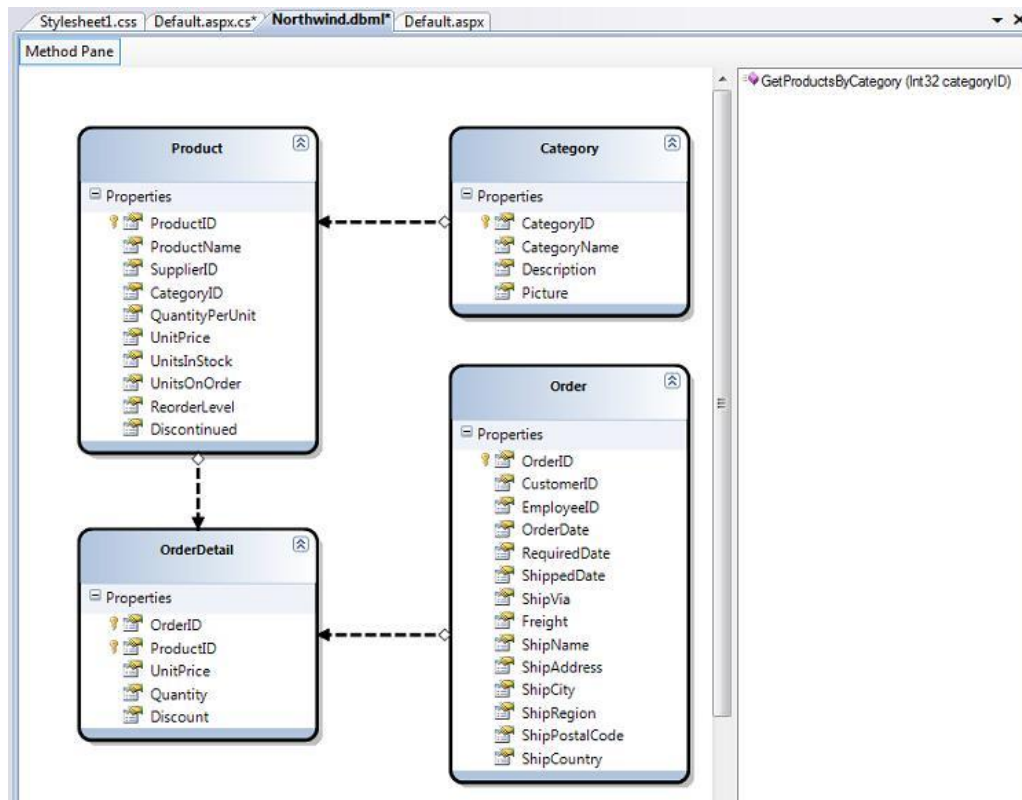 Stylesheet1.css Default.aspx.cs* Northwind.dbml* Default.aspx
Method Pane
GetProductsByCategory (Int32 categoryID)
Product
Properties
ProductID
ProductName
SupplierID
CategoryID
QuantityPerUnit
UnitPrice
UnitsInStock
UnitsOnOrder
ReorderLevel
Discontinued
Category
Properties
CategoryID
CategoryName
Description
Picture
OrderDetail
Properties
OrderID
ProductID
UnitPrice
Quantity
Discount
Order
Properties
OrderID
CustomerID
EmployeeID
OrderDate
RequiredDate
ShippedDate
ShipVia
Freight
ShipName
ShipAddress
ShipCity
ShipRegion
ShipPostalCode
ShipCountry